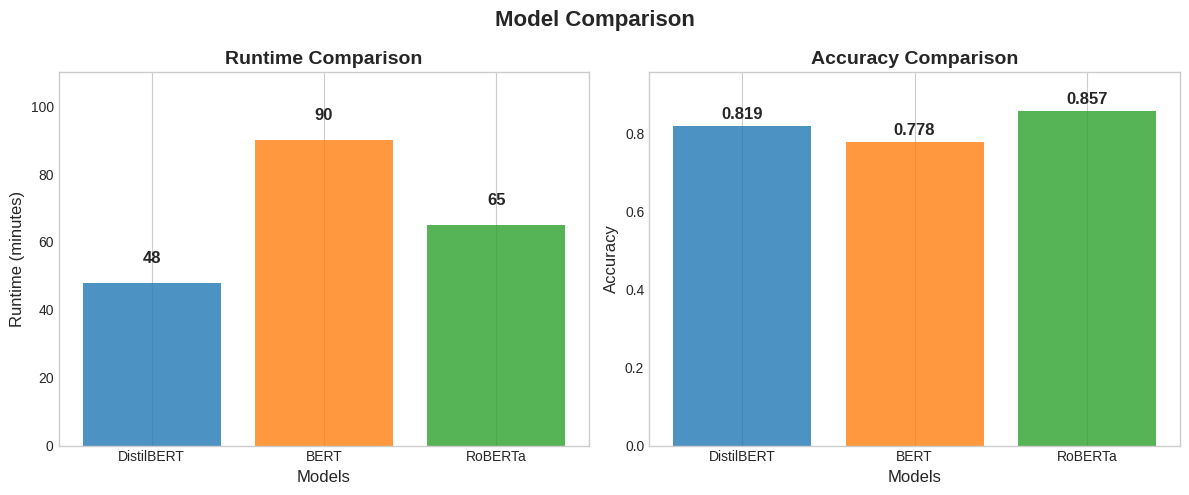 Model Comparison
Runtime Comparison
Runtime (minutes)
100
80
60
40
20
0
48
90
65
DistilBERT
BERT
RoBERTa
Models
Accuracy Comparison
Accuracy
0.8
0.6
0.4
0.2
0.0
0.819
0.778
0.857
DistilBERT
BERT
RoBERTa
Models